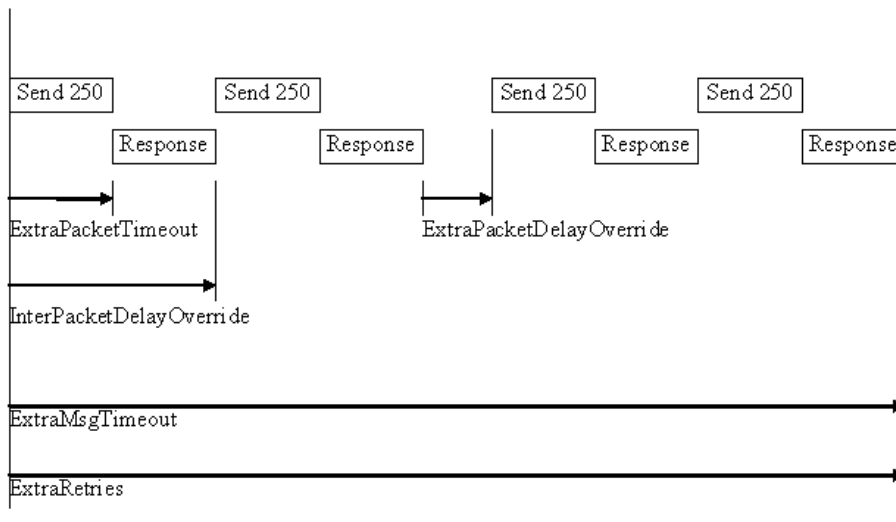 Send 250
Send 250
Send 250
Send 250
Response
Response
Response
Response
ExtraPacketTimeout
ExtraPacketDelayOverride
InterPacketDelayOverride
ExtraMsgTimeout
ExtraRetries